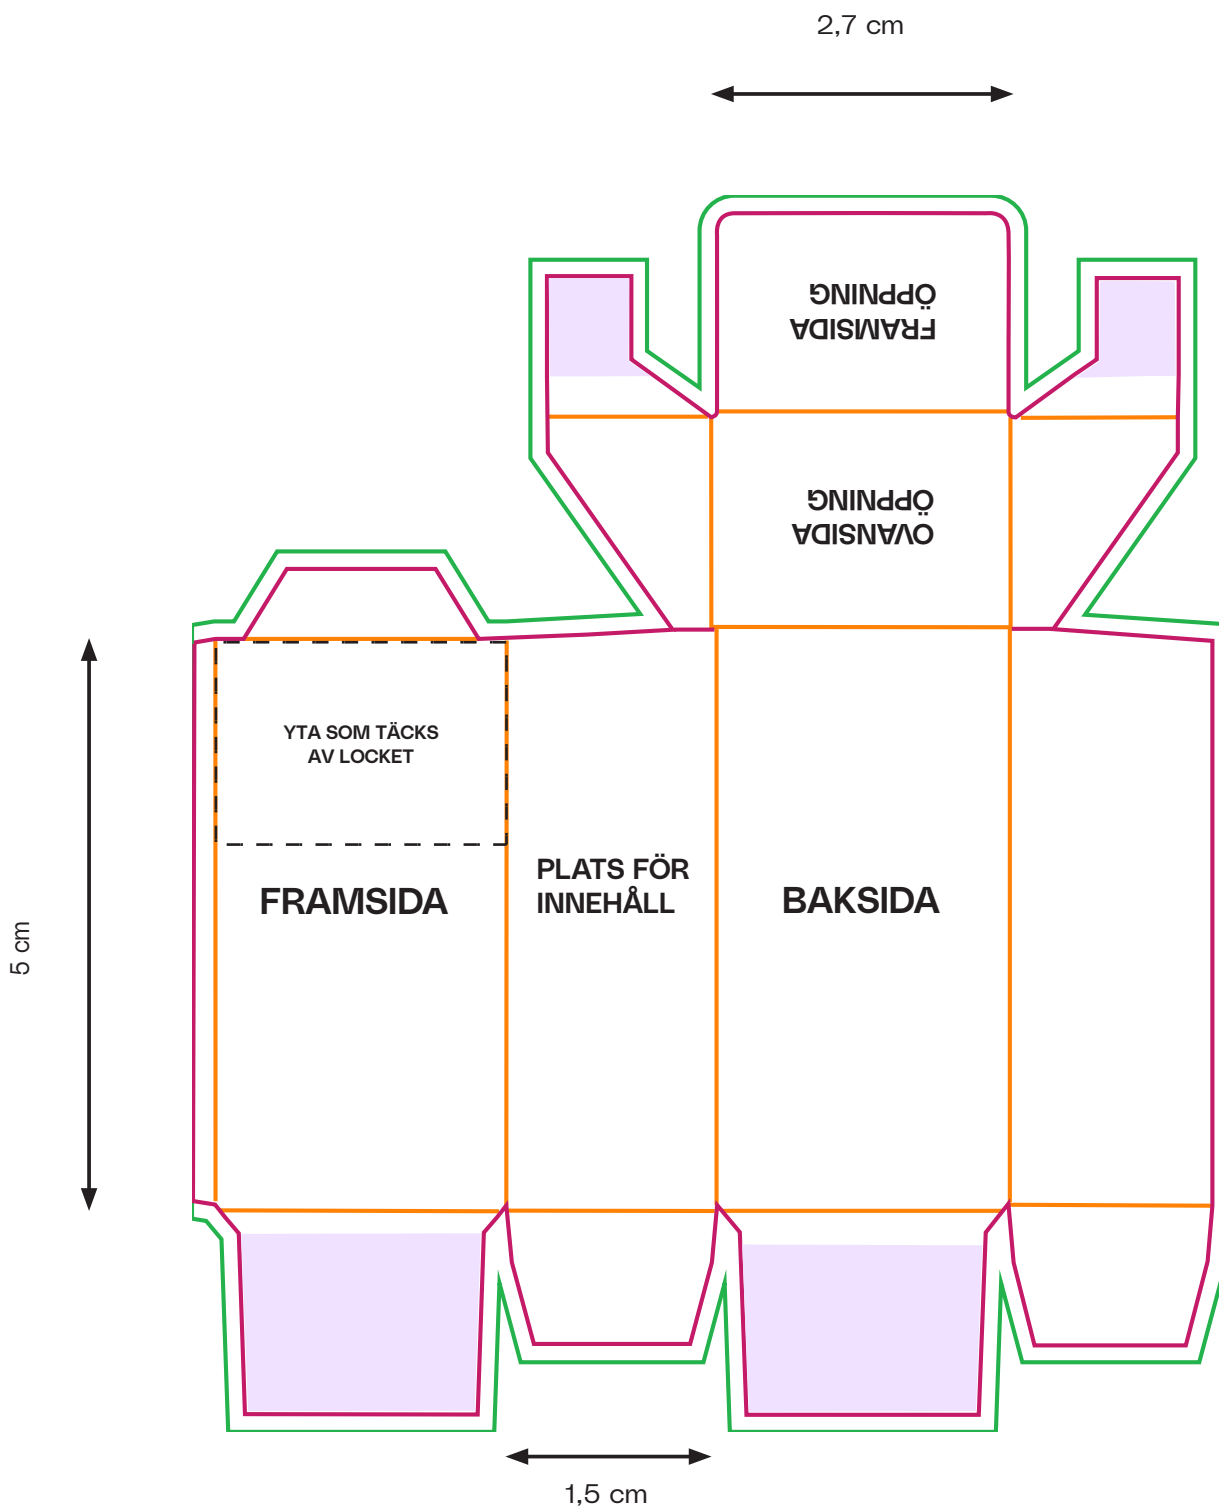 2,7 cm
FRAMSIDA
ÖPPNING
OVANSIDA
ÖPPNING
YTA SOM TÄCKS
AV LOCKET
FRAMSIDA
PLATS FÖR
INNEHÅLL
BAKSIDA
5 cm
1,5 cm